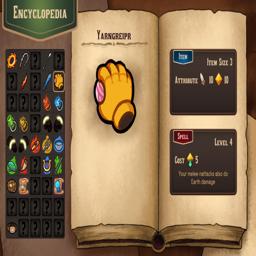 Encyclopedia
Yarngreipr
Item
Item Size 3
Attribute 10 10
Spell
Level 4
Cost 5
Your melee nattacks also do
Earth damage